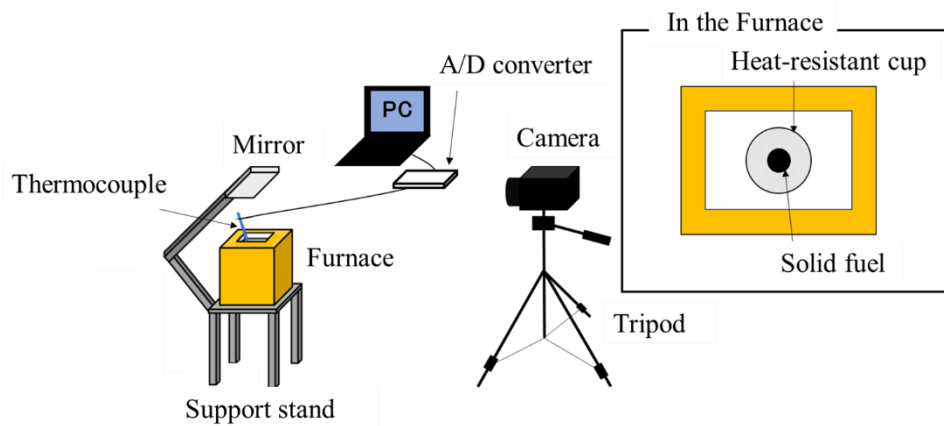 In the Furnace
A/D converter
Heat-resistant cup
PC
Camera
Mirror
Thermocouple
Furnace
Solid fuel
Tripod
Support stand